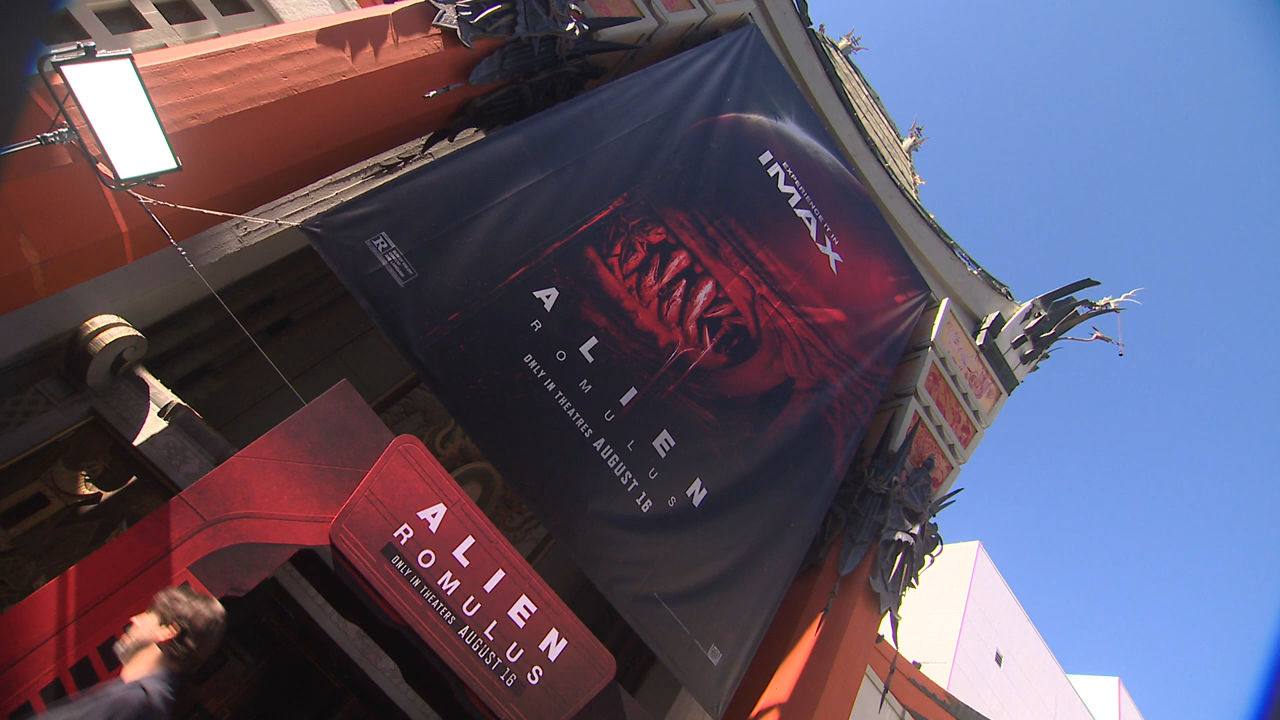 EXPERIENCE IT IN
IMAX
ALIEN
ROMULUS
ONLY IN THEATRES AUGUST 16
R
ALIEN
ROMULUS
ONLY IN THEATERS AUGUST 16